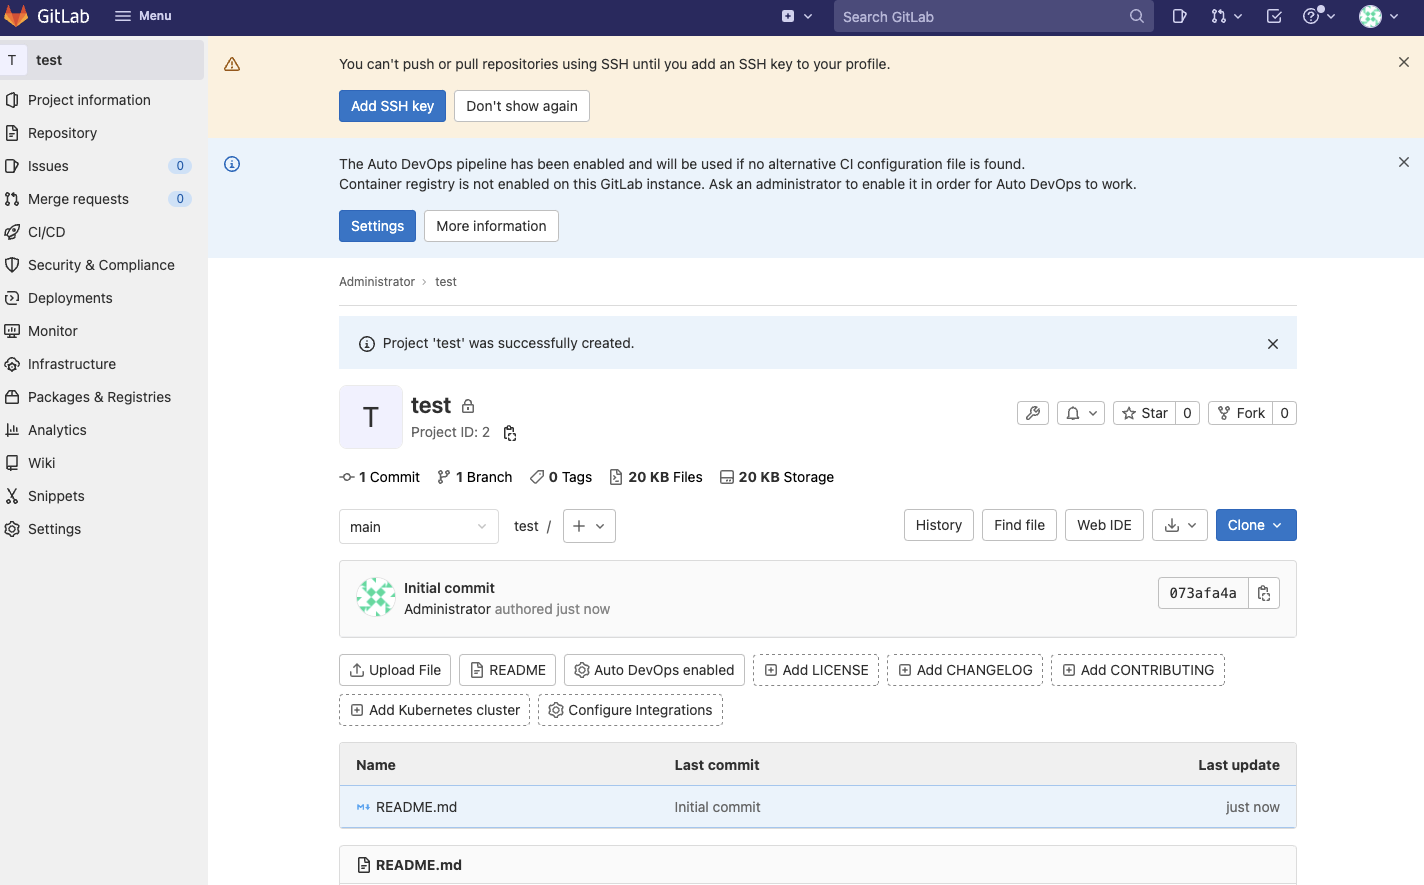 GitLab
Menu
Search GitLab
T test
Project information
Repository
Issues 0
Merge requests 0
CI/CD
Security & Compliance
Deployments
Monitor
Infrastructure
Packages & Registries
Analytics
Wiki
Snippets
Settings
You can't push or pull repositories using SSH until you add an SSH key to your profile.
Add SSH key Don't show again
The Auto DevOps pipeline has been enabled and will be used if no alternative CI configuration file is found.
Container registry is not enabled on this GitLab instance. Ask an administrator to enable it in order for Auto DevOps to work.
Settings More information
Administrator › test
Project 'test' was successfully created.
T
test
Project ID: 2
Star 0 Fork 0
1 Commit 1 Branch 0 Tags 20 KB Files 20 KB Storage
main test / History Find file Web IDE Clone
Initial commit
Administrator authored just now
073afa4a
Upload File README Auto DevOps enabled Add LICENSE Add CHANGELOG Add CONTRIBUTING
Add Kubernetes cluster Configure Integrations
Name Last commit Last update
README.md Initial commit just now
README.md